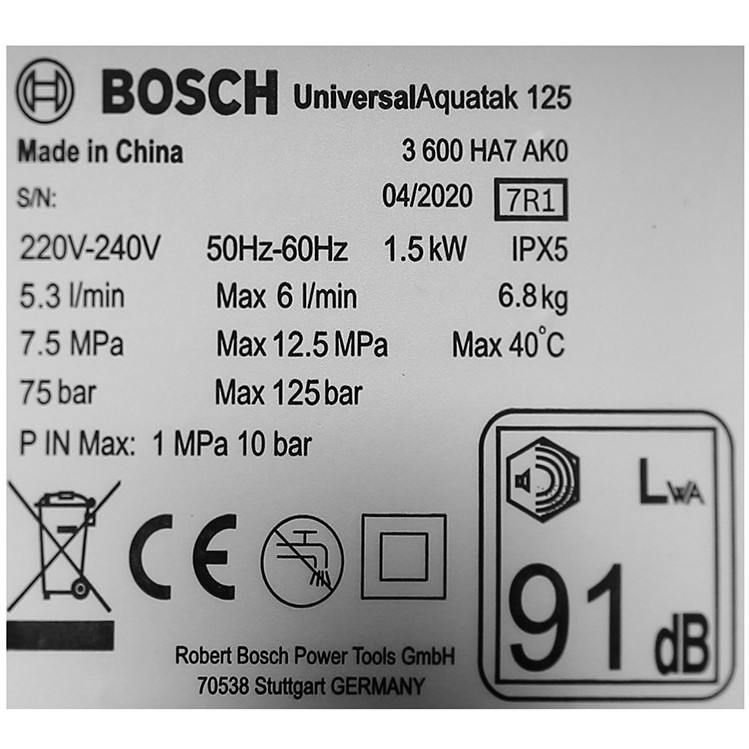 BOSCH UniversalAquatak 125
Made in China 3 600 HA7 AK0
S/N: 04/2020 7R1
220V-240V 50Hz-60Hz 1.5 kW IPX5
5.3 l/min Max 6 l/min 6.8 kg
7.5 MPa Max 12.5 MPa Max 40°C
75 bar Max 125 bar
P IN Max: 1 MPa 10 bar
CE
LWA
91 dB
Robert Bosch Power Tools GmbH
70538 Stuttgart GERMANY